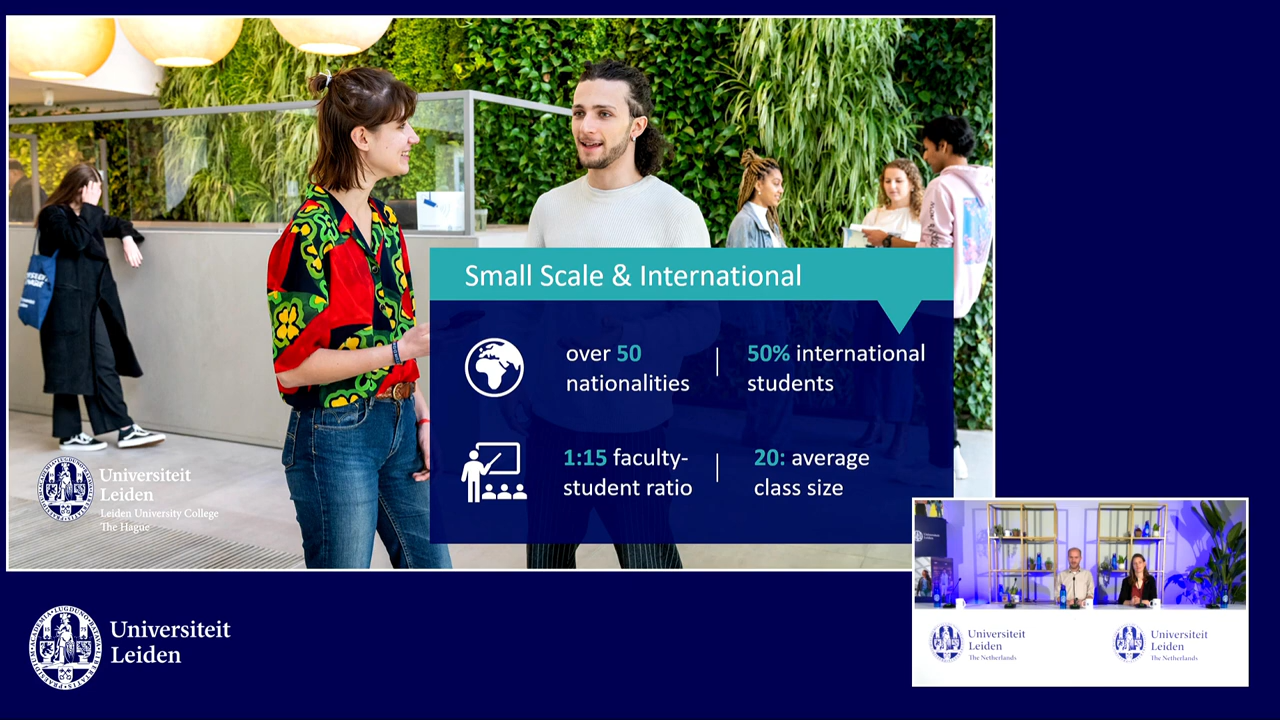 Small Scale & International
over 50
nationalities
50% international
students
1:15 faculty-
student ratio
20: average
class size
Universiteit
Leiden
Leiden University College
The Hague
Universiteit
Leiden
Universiteit
Leiden
The Netherlands
Universiteit
Leiden
The Netherlands